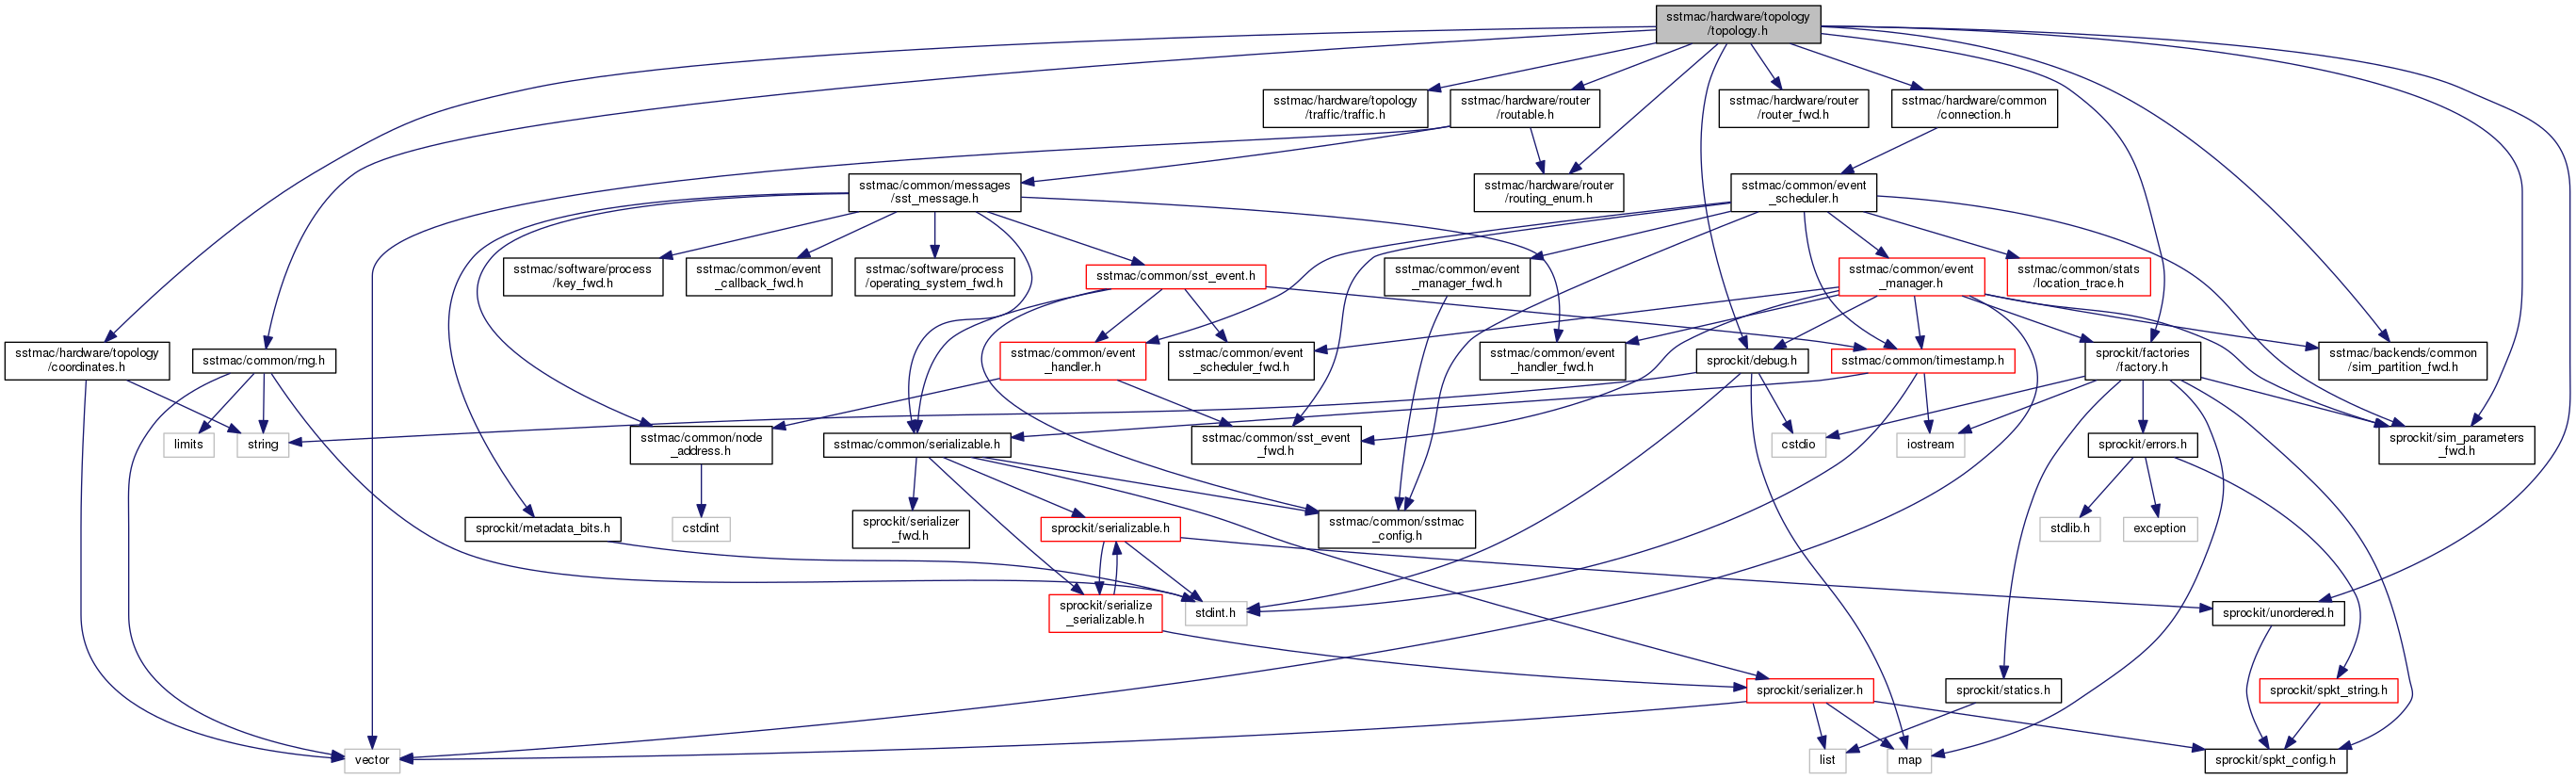 sstmac/hardware/topology
/topology.h
sstmac/hardware/topology
/traffic/traffic.h
sstmac/hardware/router
/routable.h
sstmac/hardware/router
/router_fwd.h
sstmac/hardware/common
/connection.h
sstmac/common/messages
/sst_message.h
sstmac/hardware/router
/routing_enum.h
sstmac/common/event
_scheduler.h
sstmac/software/process
/key_fwd.h
sstmac/common/event
_callback_fwd.h
sstmac/software/process
/operating_system_fwd.h
sstmac/common/sst_event.h
sstmac/common/event
_manager_fwd.h
sstmac/common/event
_manager.h
sstmac/common/stats
/location_trace.h
sstmac/hardware/topology
/coordinates.h
sstmac/common/rng.h
sstmac/common/event
_handler.h
sstmac/common/event
_scheduler_fwd.h
sstmac/common/event
_handler_fwd.h
sprockit/debug.h
sstmac/common/timestamp.h
sprockit/factories
/factory.h
sstmac/backends/common
/sim_partition_fwd.h
limits
string
sstmac/common/node
_address.h
sstmac/common/serializable.h
sstmac/common/sst_event
_fwd.h
cstdio
iostream
sprockit/errors.h
sprockit/sim_parameters
_fwd.h
sprockit/metadata_bits.h
cstdint
sprockit/serializer
_fwd.h
sprockit/serializable.h
sstmac/common/sstmac
_config.h
stdlib.h
exception
sprockit/serialize
_serializable.h
stdint.h
sprockit/unordered.h
sprockit/serializer.h
sprockit/statics.h
sprockit/spkt_string.h
vector
list
map
sprockit/spkt_config.h